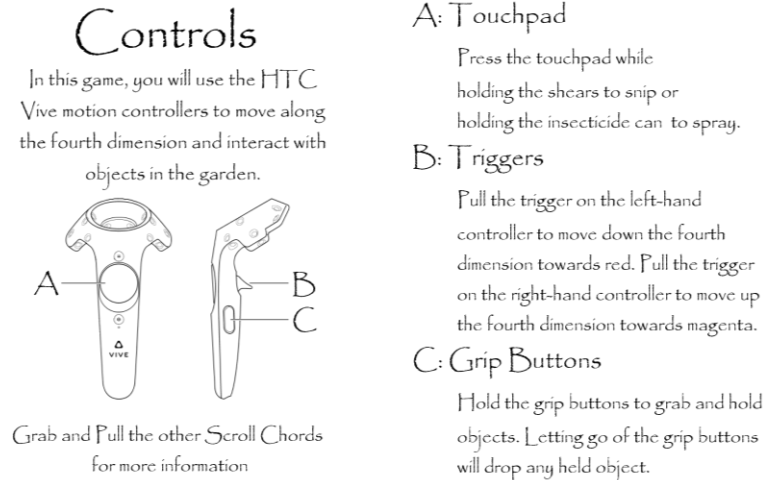 Controls
In this game, you will use the HTC
Vive motion controllers to move along
the fourth dimension and interact with
objects in the garden.
A
B
C
VIVE
Grab and Pull the other Scroll Chords
for more information
A: Touchpad
Press the touchpad while
holding the shears to snip or
holding the insecticide can to spray.
B: Triggers
Pull the trigger on the left-hand
controller to move down the fourth
dimension towards red. Pull the trigger
on the right-hand controller to move up
the fourth dimension towards magenta.
C: Grip Buttons
Hold the grip buttons to grab and hold
objects. Letting go of the grip buttons
will drop any held object.